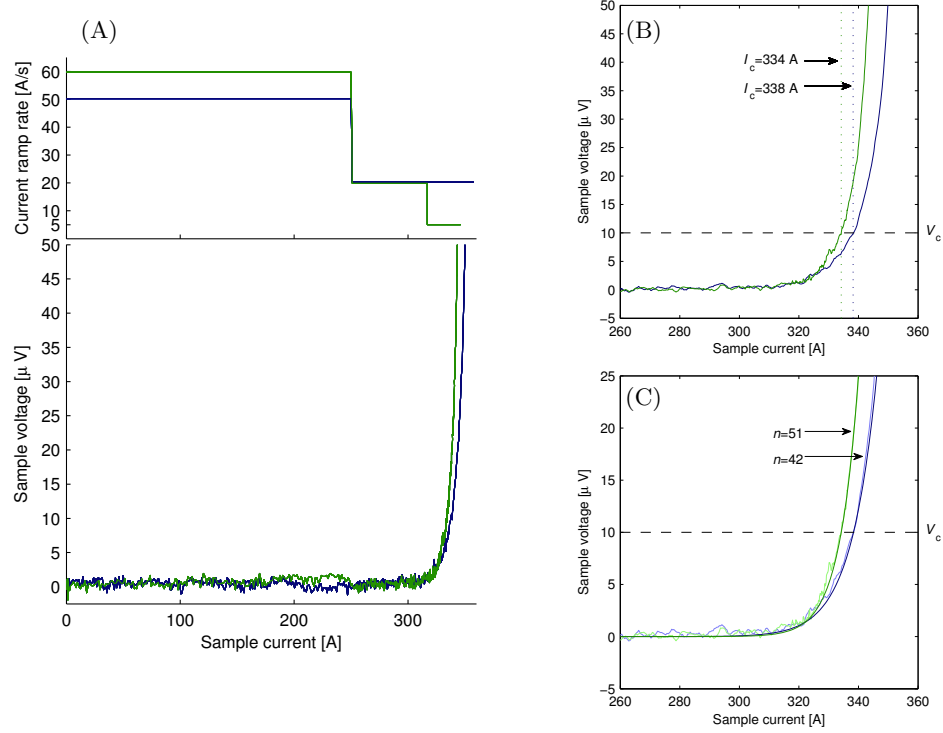 (A)
Current ramp rate [A/s]
60
50
40
30
20
10
5
Sample voltage [μ V]
50
45
40
35
30
25
20
15
10
5
0
0 100 200 300
Sample current [A]
(B)
Sample voltage [μ V]
50
45
40
35
30
25
20
15
10
5
0
−5
I_c=334 A
I_c=338 A
V_c
260 280 300 320 340 360
Sample current [A]
(C)
Sample voltage [μ V]
25
20
15
10
5
0
−5
n=51
n=42
V_c
260 280 300 320 340 360
Sample current [A]